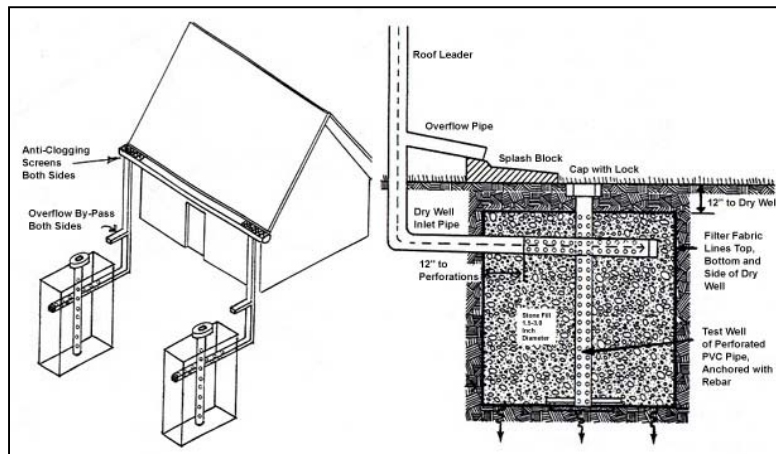 Anti-Clogging
Screens
Both Sides
Overflow By-Pass
Both Sides
Roof Leader
Overflow Pipe
Splash Block
Cap with Lock
12" to Dry Well
Dry Well
Inlet Pipe
12" to
Perforations
Filter Fabric
Lines Top,
Bottom and
Side of Dry
Well
Stone Fill
1.5-3.0
Inch
Diameter
Test Well
of Perforated
PVC Pipe,
Anchored with
Rebar